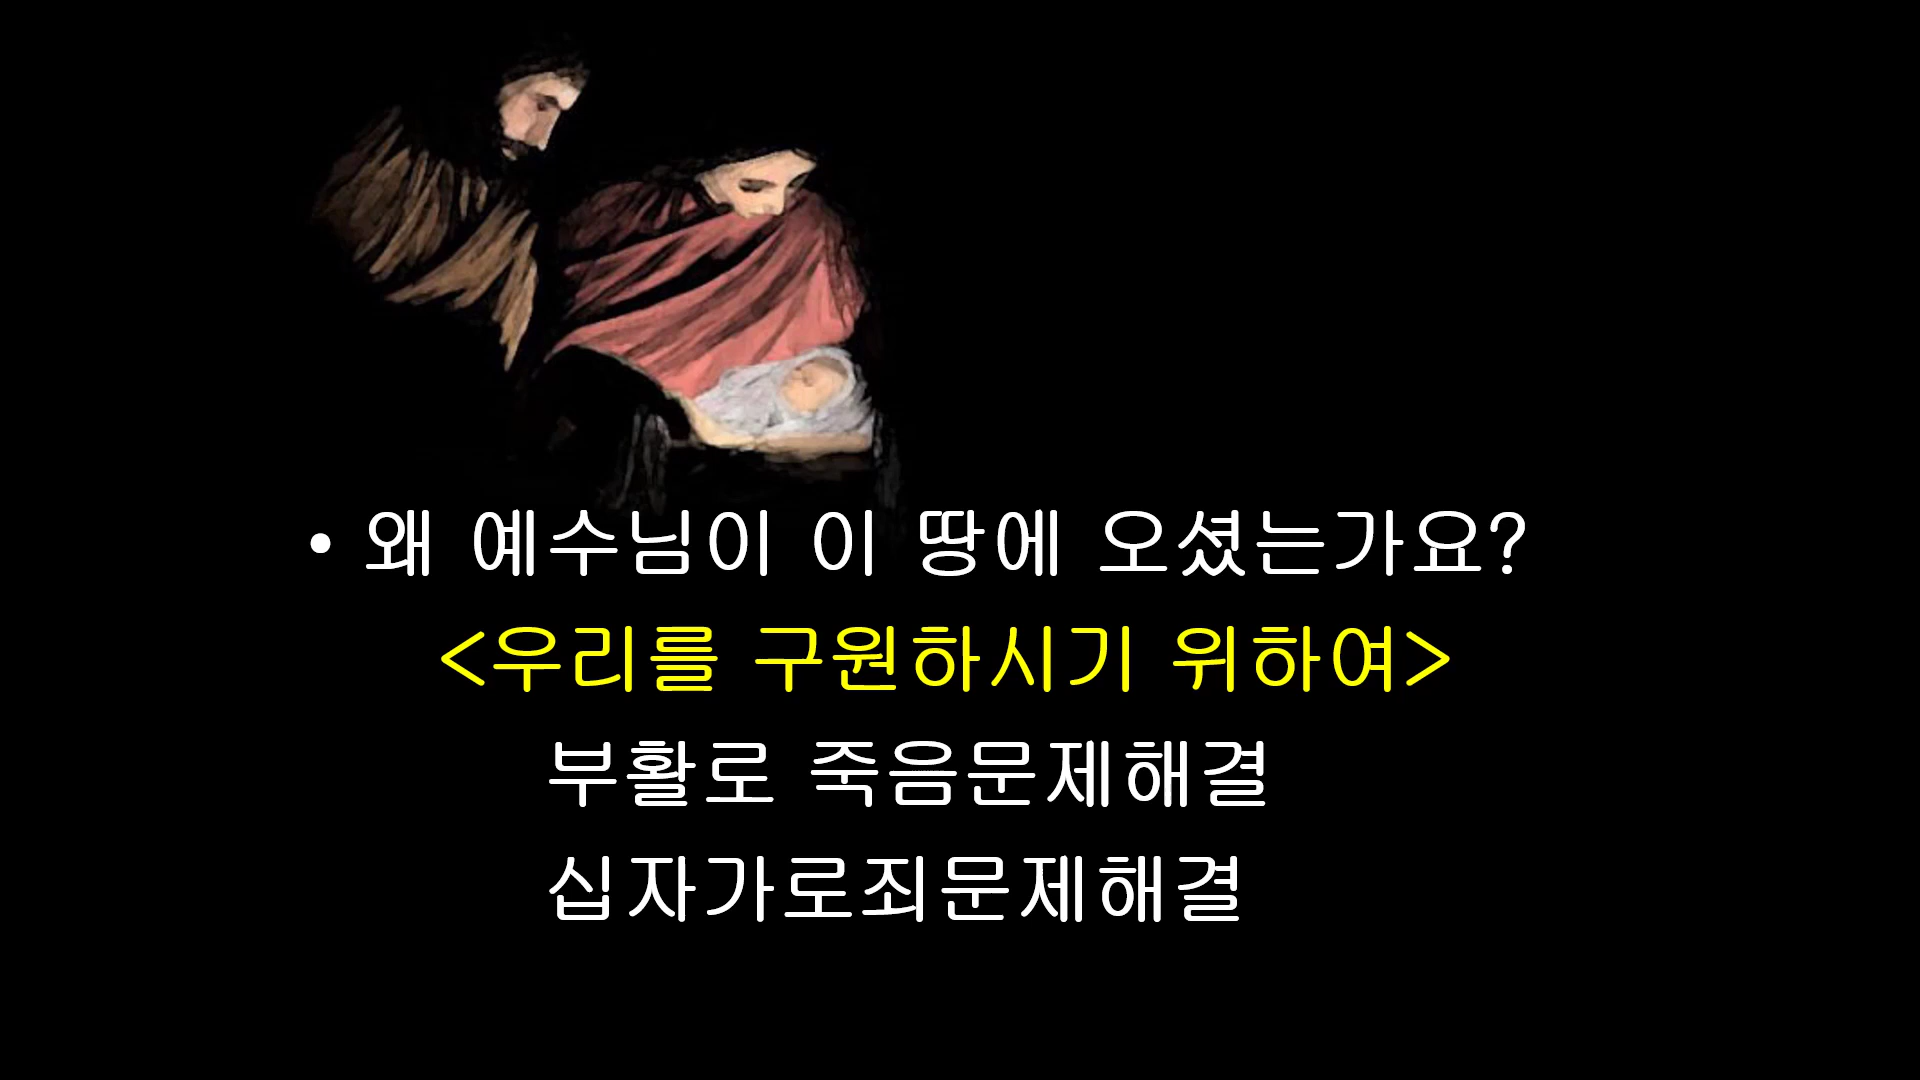 • 왜 예수님이 이 땅에 오셨는가요?
<우리를 구원하시기 위하여>
부활로 죽음문제해결
십자가로죄문제해결